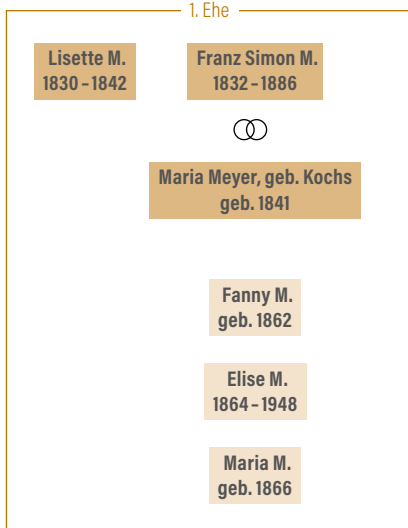 1. Ehe
Lisette M.
1830 – 1842
Franz Simon M.
1832 – 1886
Maria Meyer, geb. Kochs
geb. 1841
Fanny M.
geb. 1862
Elise M.
1864 – 1948
Maria M.
geb. 1866